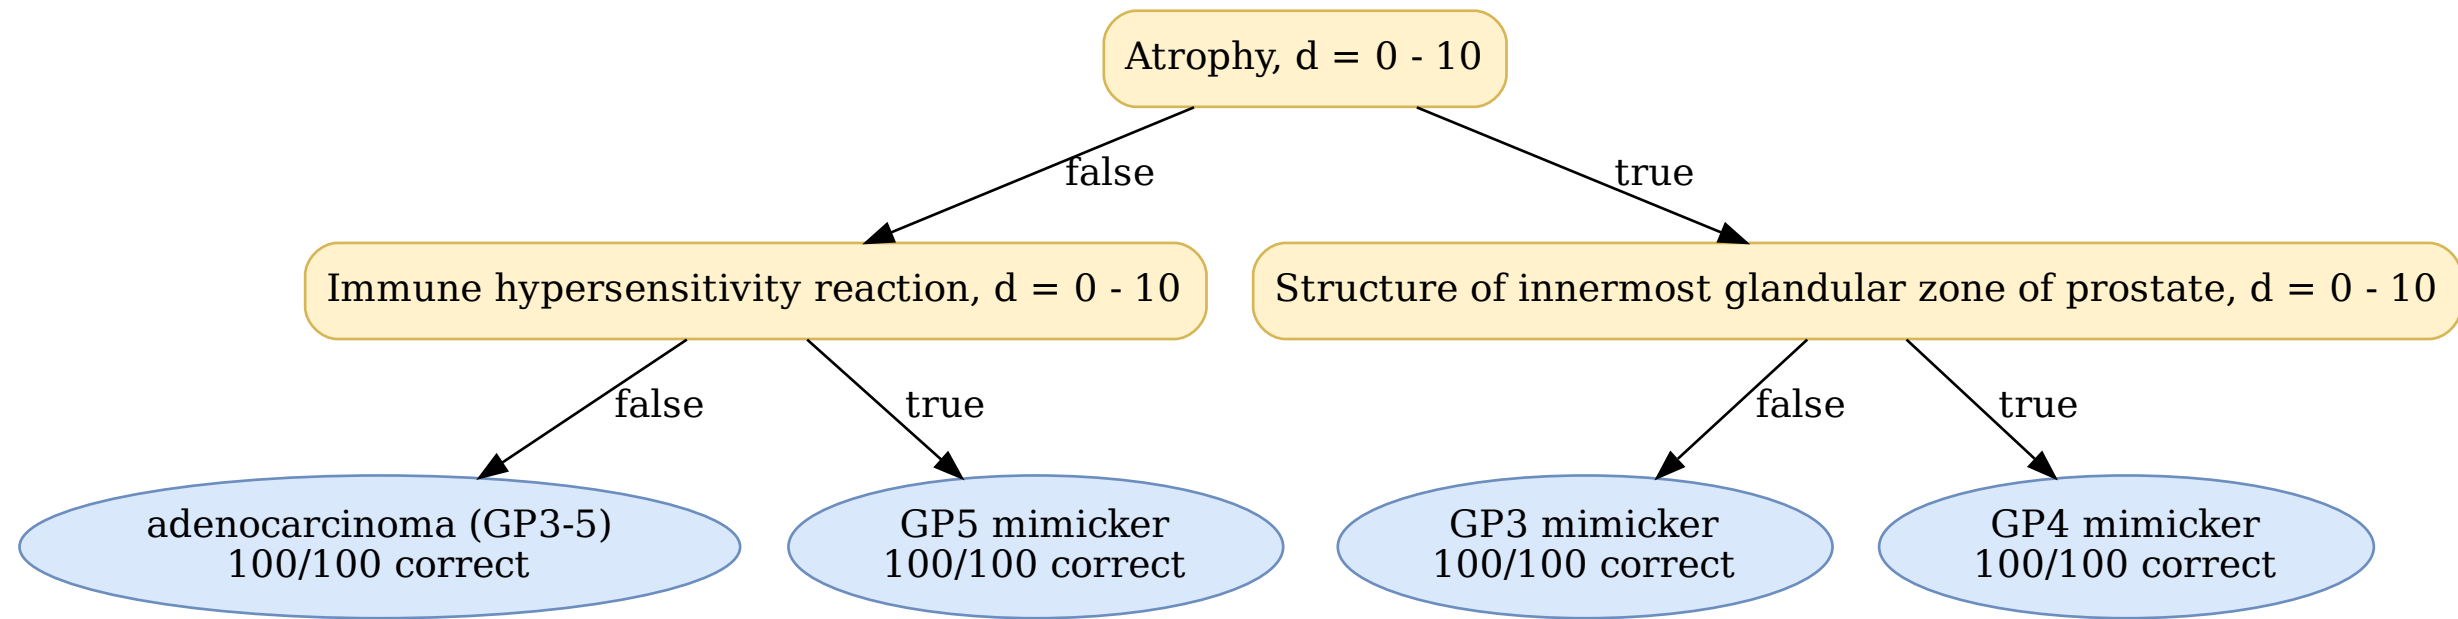 Atrophy, d = 0 - 10
false
true
Immune hypersensitivity reaction, d = 0 - 10
Structure of innermost glandular zone of prostate, d = 0 - 10
false
true
false
true
adenocarcinoma (GP3-5)
100/100 correct
GP5 mimicker
100/100 correct
GP3 mimicker
100/100 correct
GP4 mimicker
100/100 correct